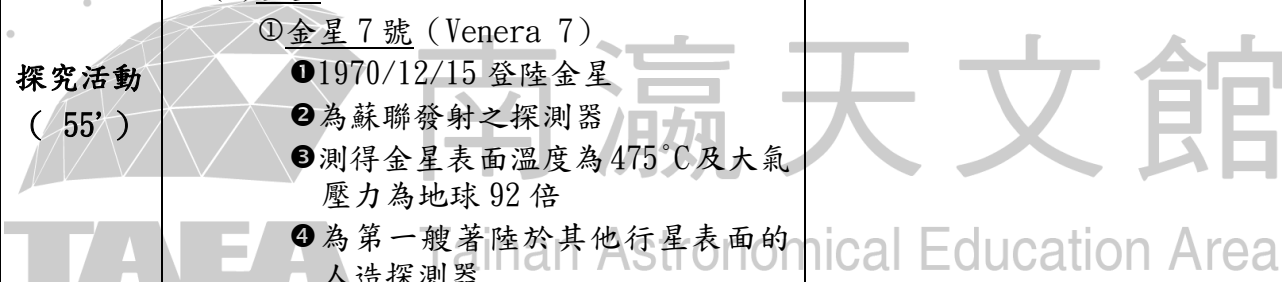 ①金星 7 號（Venera 7）
❶1970/12/15 登陸金星
探究活動
( 55' )
❷為蘇聯發射之探測器
❸測得金星表面溫度為 475°C及大氣
壓力為地球 92 倍
❹為第一艘著陸於其他行星表面的
人造探測器
南瀛天文館
TAEA Tainan Astronomical Education Area